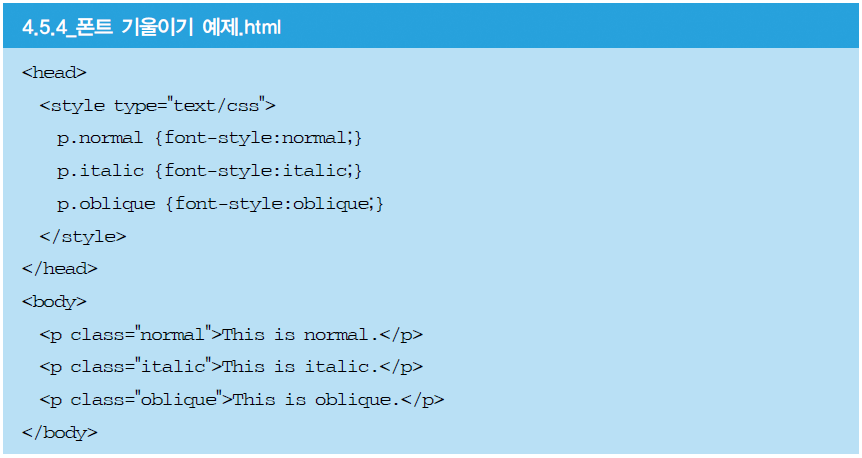 4.5.4_폰트 기울이기 예제.html
<head>
<style type="text/css">
p.normal {font-style:normal;}
p.italic {font-style:italic;}
p.oblique {font-style:oblique;}
</style>
</head>
<body>
<p class="normal">This is normal.</p>
<p class="italic">This is italic.</p>
<p class="oblique">This is oblique.</p>
</body>